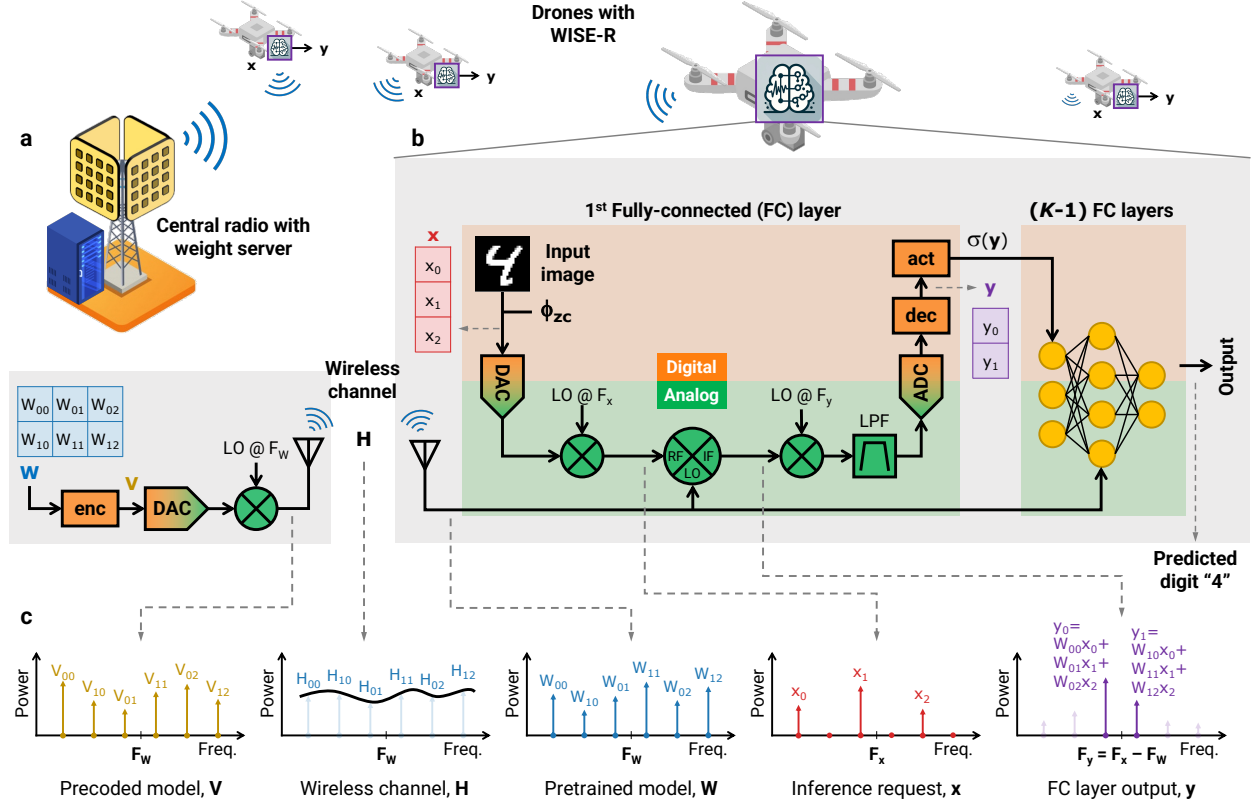 Drones with
WISE-R
x
y
x
y
x
y
a
Central radio with
weight server
b
1st Fully-connected (FC) layer
(K-1) FC layers
x
x0
x1
x2
Input
image
ϕzc
DAC
Digital
Analog
LO @ Fx
RF
IF
LO
LO @ Fy
LPF
ADC
dec
act
σ(y)
y
y0
y1
Output
Predicted
digit “4”
Wireless
channel
H
W00 W01 W02
W10 W11 W12
W
enc
V
DAC
LO @ FW
c
Power
V00
V10
V01
V11
V02
V12
FW
Freq.
Precoded model, V
Power
H00
H10
H01
H11
H02
H12
FW
Freq.
Wireless channel, H
Power
W00
W10
W01
W11
W02
W12
FW
Freq.
Pretrained model, W
Power
x0
x1
x2
Fx
Freq.
Inference request, x
Power
y0=
W00x0+
W01x1+
W02x2
y1=
W10x0+
W11x1+
W12x2
Fy = Fx − FW
Freq.
FC layer output, y